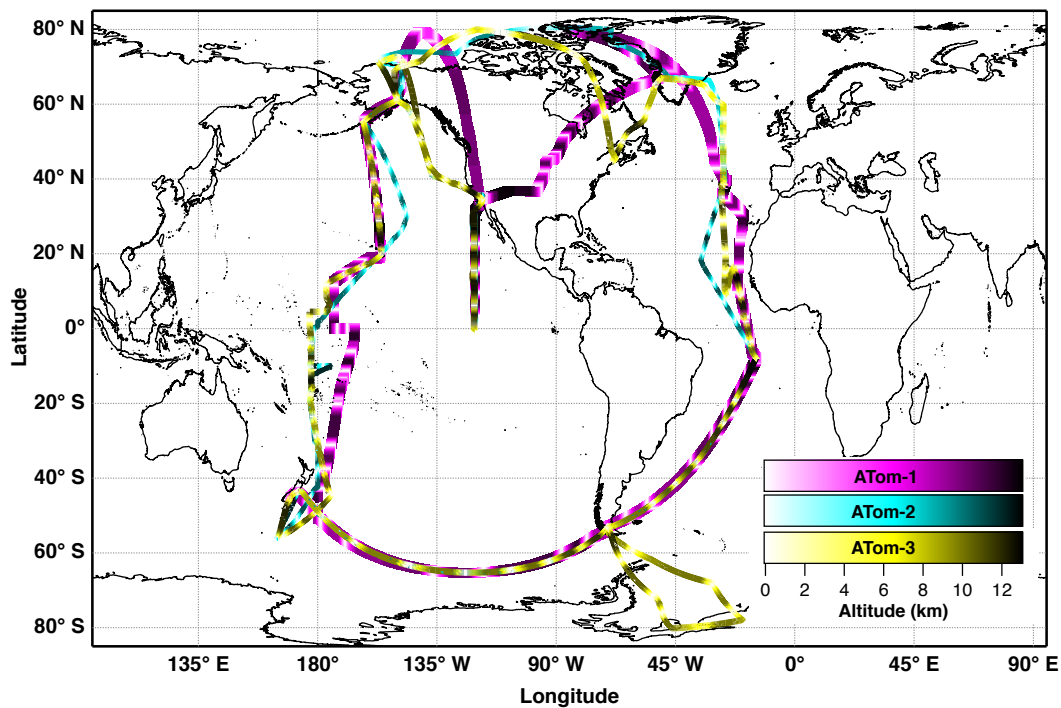 80° N
60° N
40° N
20° N
0°
20° S
40° S
60° S
80° S
Latitude
ATom-1
ATom-2
ATom-3
0 2 4 6 8 10 12
Altitude (km)
135° E 180° 135° W 90° W 45° W 0° 45° E 90° E
Longitude